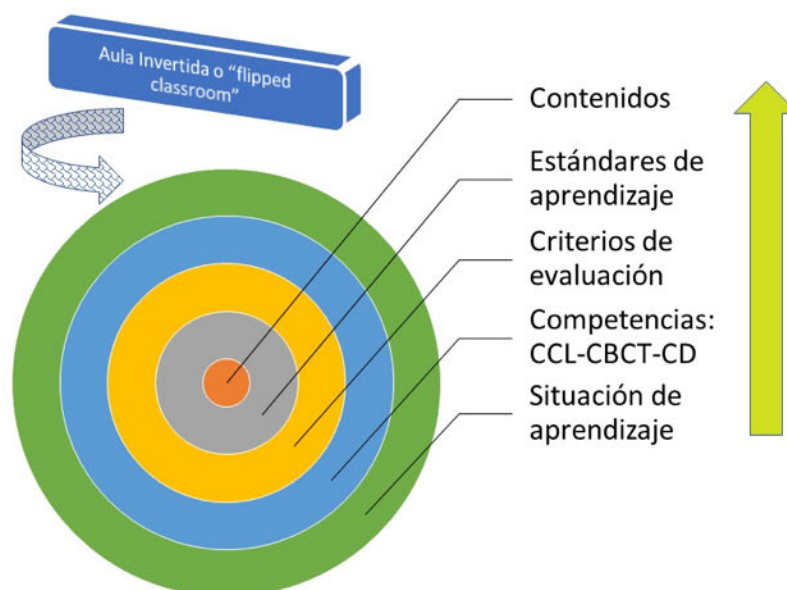 Aula Invertida o “flipped
classroom”
Contenidos
Estándares de
aprendizaje
Criterios de
evaluación
Competencias:
CCL-CBCT-CD
Situación de
aprendizaje